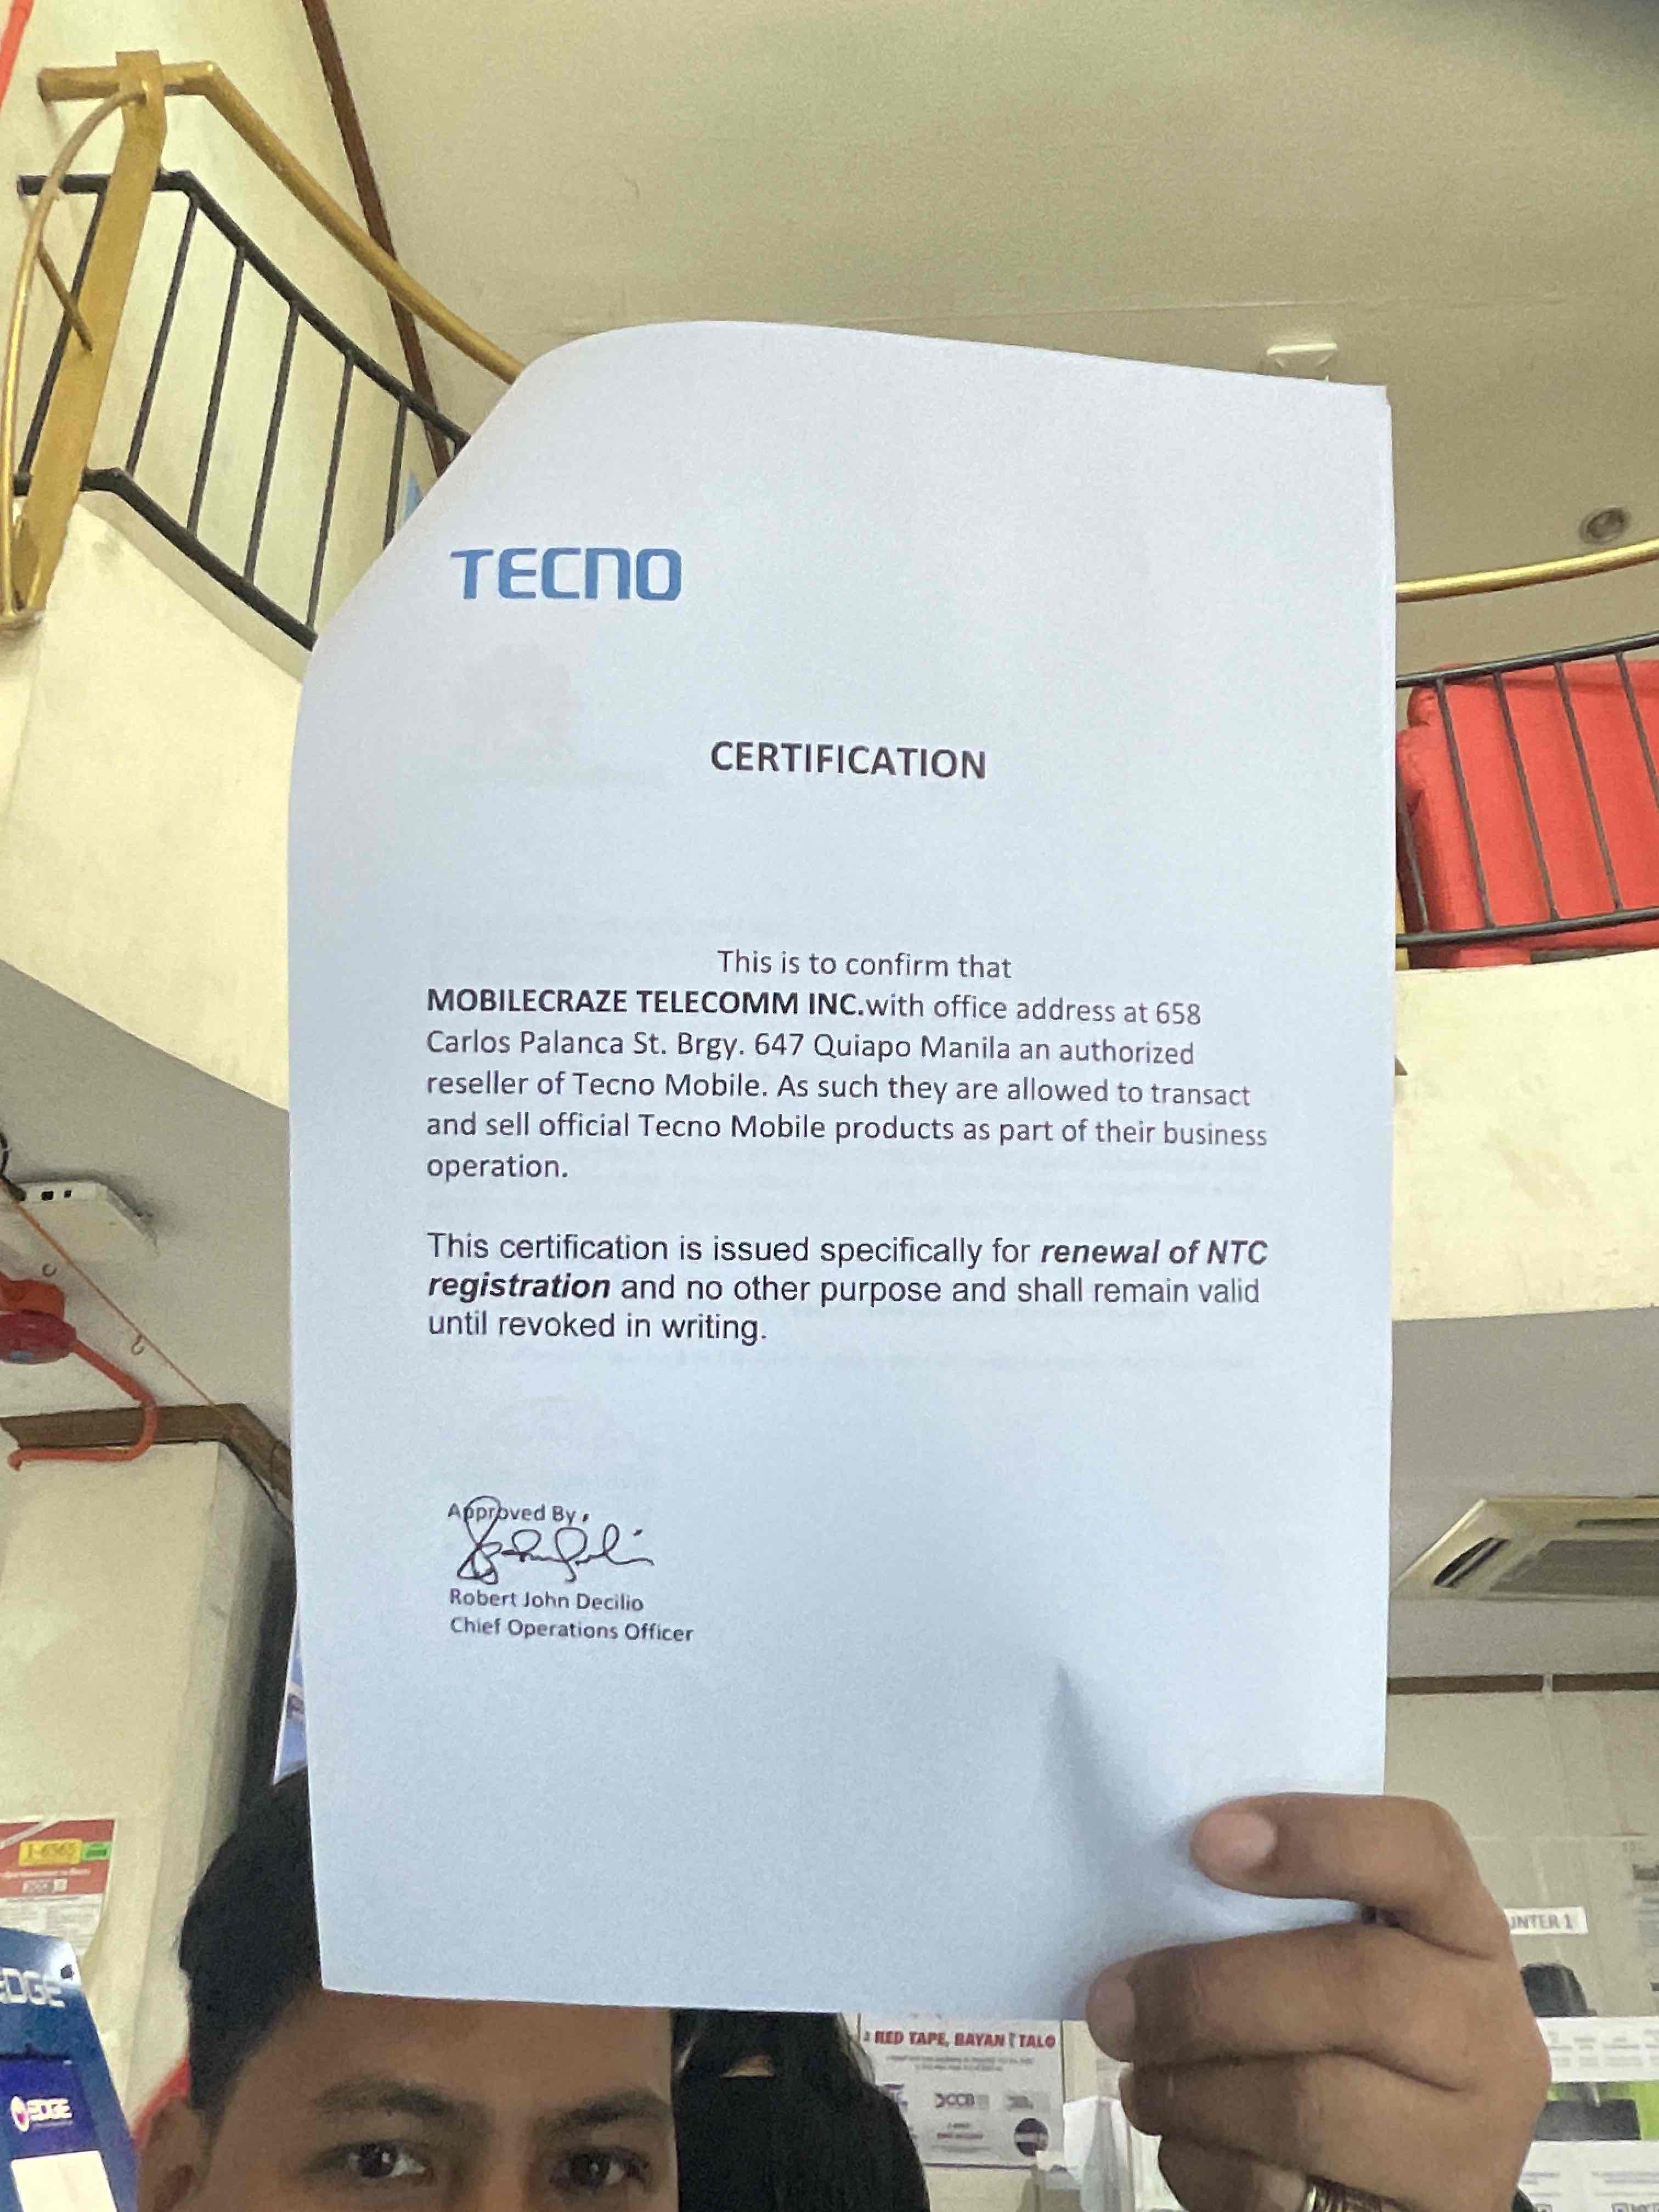 TECNO
CERTIFICATION
This is to confirm that
MOBILECRAZE TELECOMM INC.with office address at 658
Carlos Palanca St. Brgy. 647 Quiapo Manila an authorized
reseller of Tecno Mobile. As such they are allowed to transact
and sell official Tecno Mobile products as part of their business
operation.
This certification is issued specifically for renewal of NTC
registration and no other purpose and shall remain valid
until revoked in writing.
Approved By,
Robert John Decilio
Chief Operations Officer
UNTER 1
RED TAPE, BAYAN TALO
EDGE
EDGE